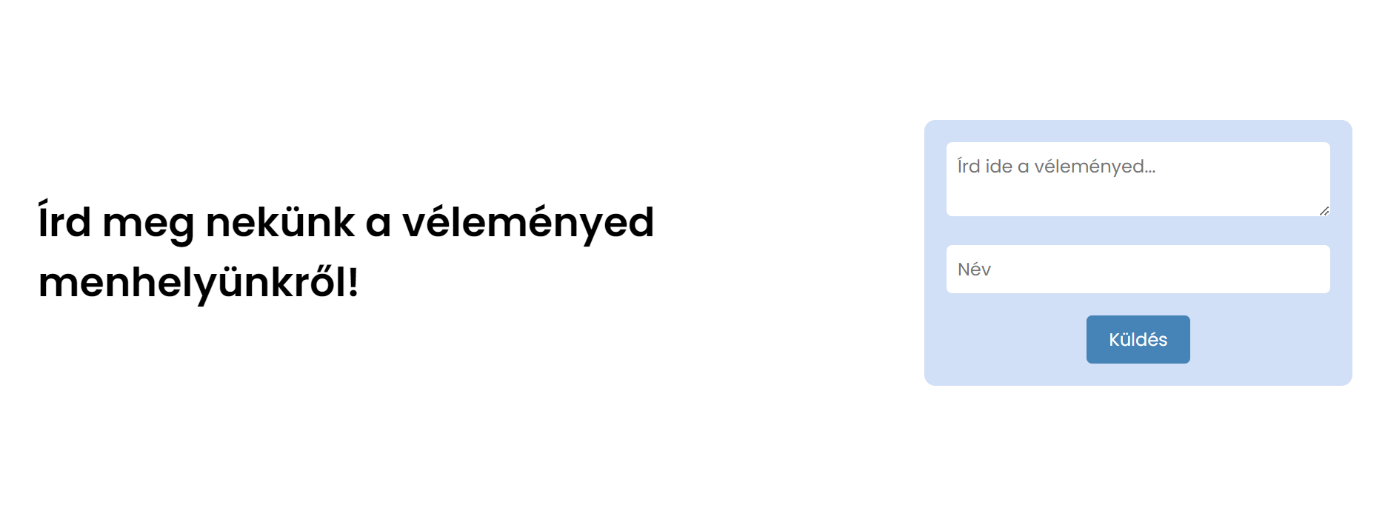 Írd meg nekünk a véleményed
menhelyünkről!
Írd ide a véleményed...
Név
Küldés